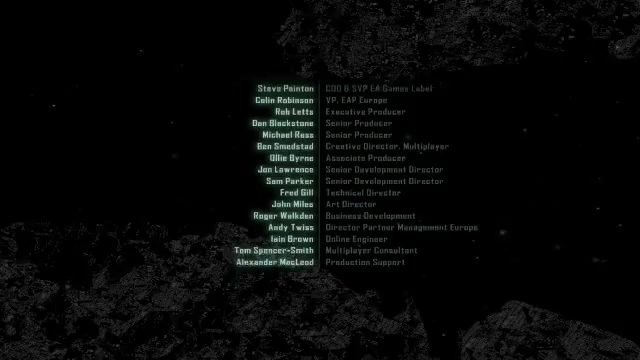 Steve Pointon COO & SVP EA Games Label
Colin Robinson VP, EAP Europe
Rob Letts Executive Producer
Dan Blackstone Senior Producer
Michael Ress Senior Producer
Ben Smedstad Creative Director, Multiplayer
Ollie Byrne Associate Producer
Jon Lawrence Senior Development Director
Sam Parker Senior Development Director
Fred Gill Technical Director
John Miles Art Director
Roger Walkden Business Development
Andy Twiss Director Partner Management Europe
Iain Brown Online Engineer
Tom Spencer-Smith Multiplayer Consultant
Alexander MacLeod Production Support